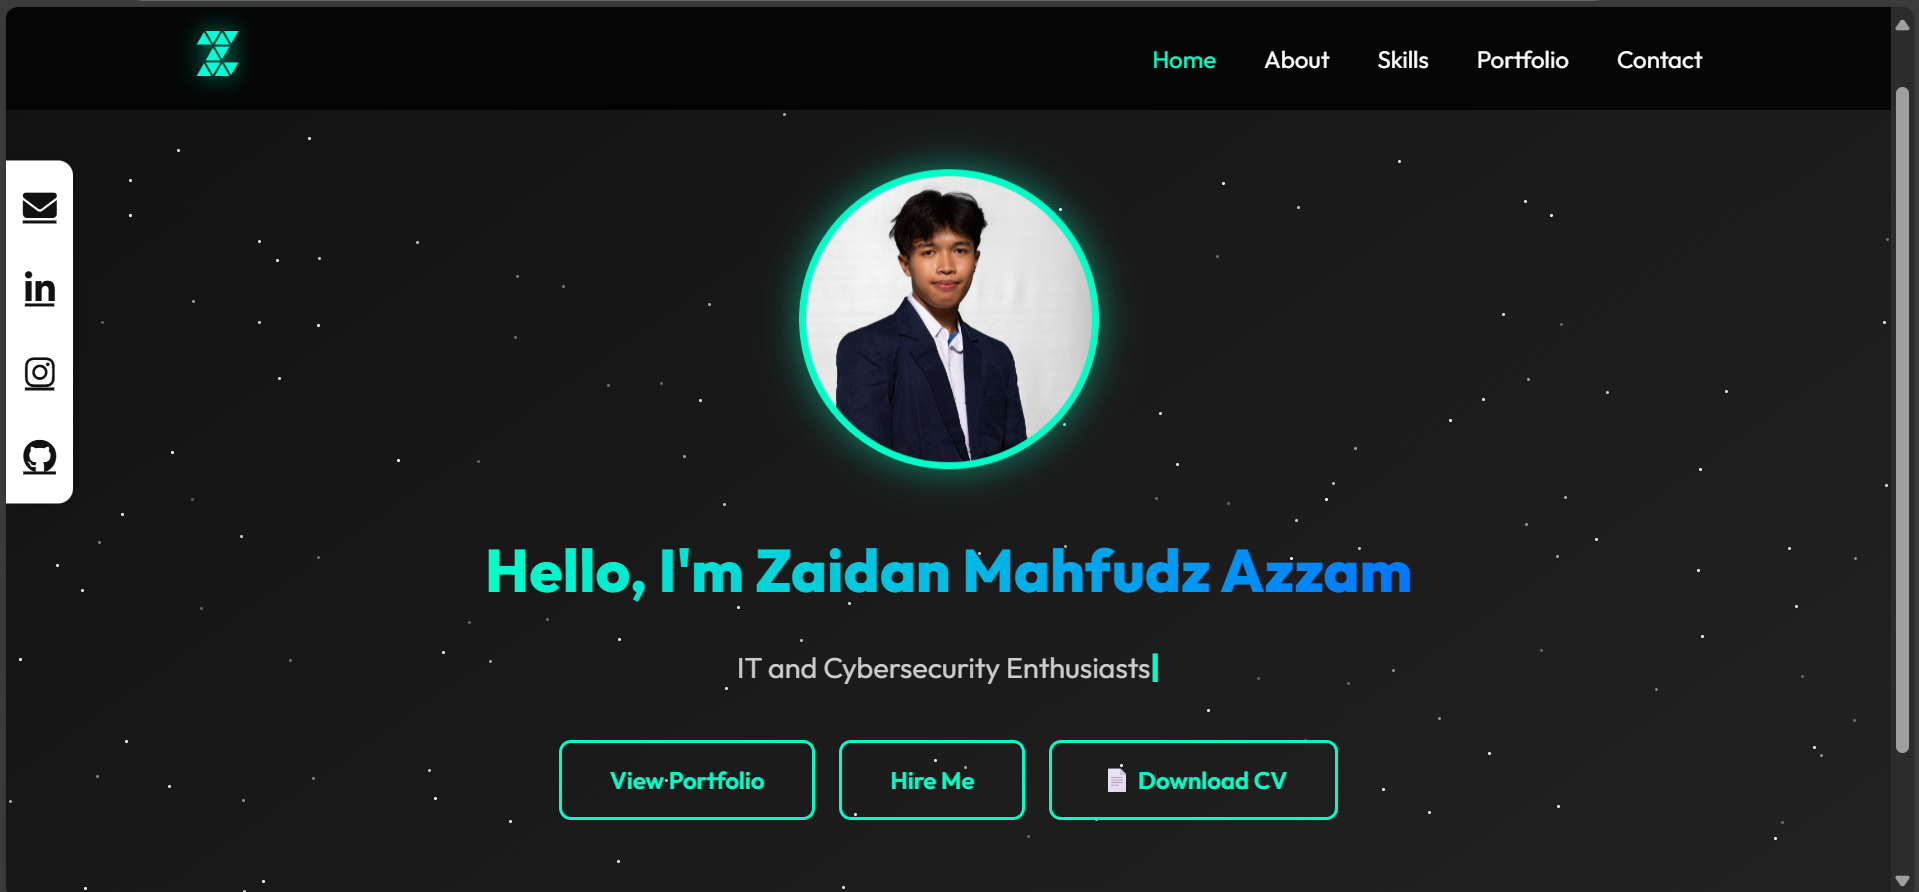 Home About Skills Portfolio Contact
in
Hello, I'm Zaidan Mahfudz Azzam
IT and Cybersecurity Enthusiasts
View Portfolio
Hire Me
Download CV